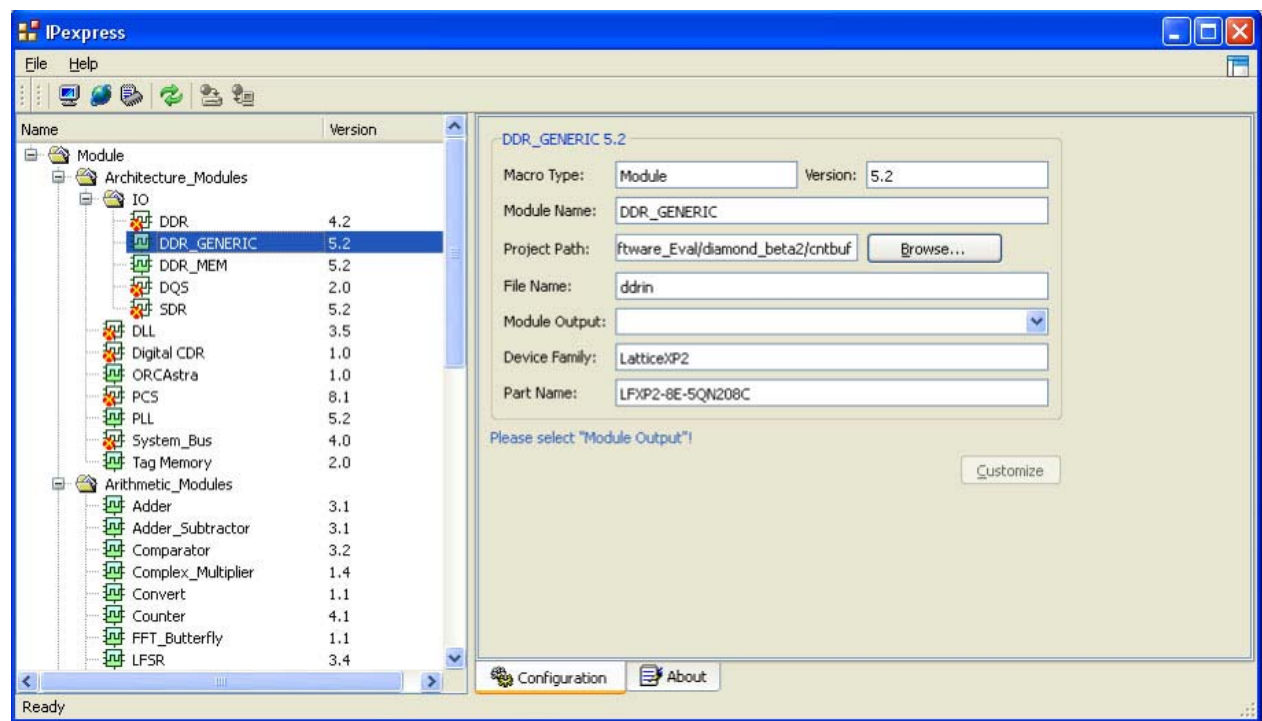 IPexpress
File Help
Name Version
Module
Architecture_Modules
IO
DDR 4.2
DDR_GENERIC 5.2
DDR_MEM 5.2
DQS 2.0
SDR 5.2
DLL 3.5
Digital CDR 1.0
ORCAstra 1.0
PCS 8.1
PLL 5.2
System_Bus 4.0
Tag Memory 2.0
Arithmetic_Modules
Adder 3.1
Adder_Subtractor 3.1
Comparator 3.2
Complex_Multiplier 1.4
Convert 1.1
Counter 4.1
FFT_Butterfly 1.1
LFSR 3.4
DDR_GENERIC 5.2
Macro Type: Module Version: 5.2
Module Name: DDR_GENERIC
Project Path: ftware_Eval/diamond_beta2/cntbuf Browse...
File Name: ddrin
Module Output:
Device Family: LatticeXP2
Part Name: LFXP2-8E-5QN208C
Please select "Module Output"!
Customize
Configuration About
Ready